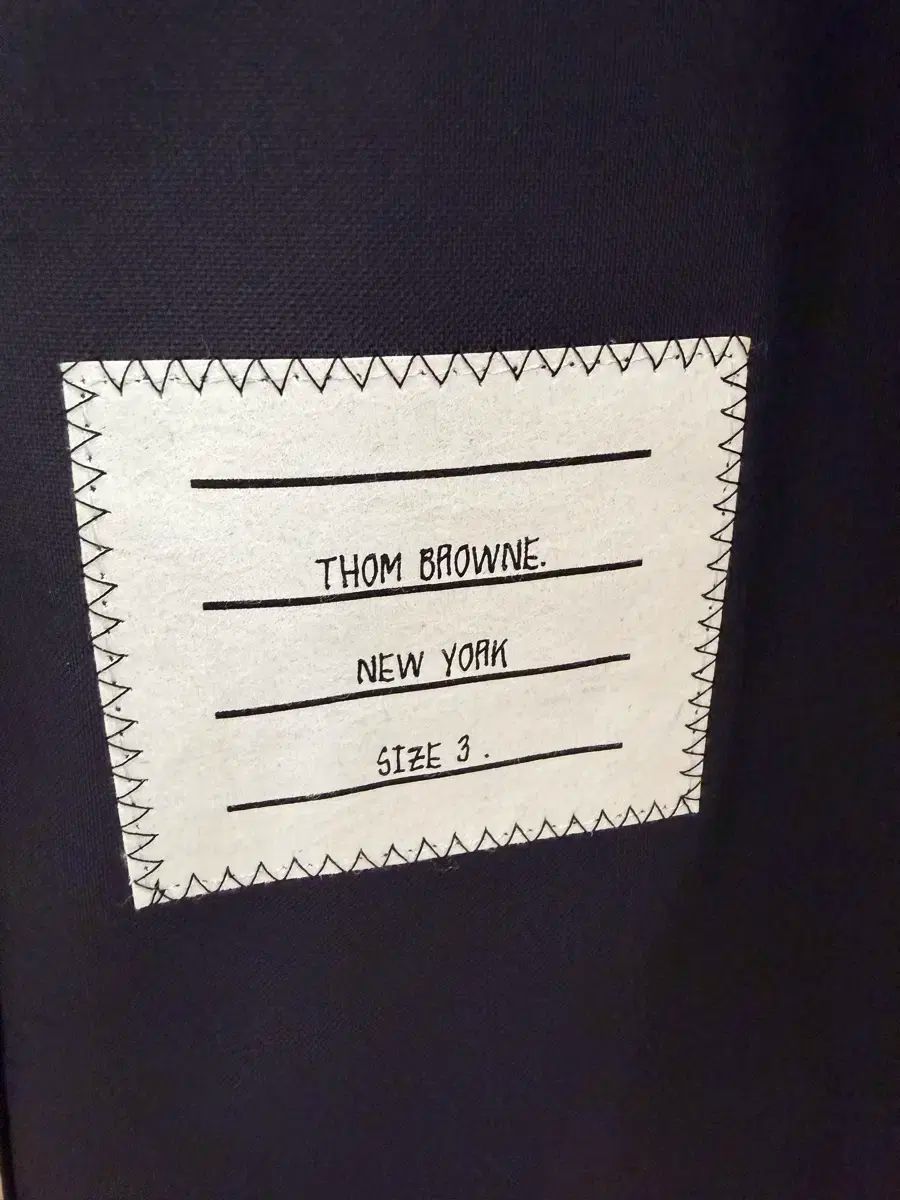 THOM BROWNE.
NEW YORK
SIZE 3 .